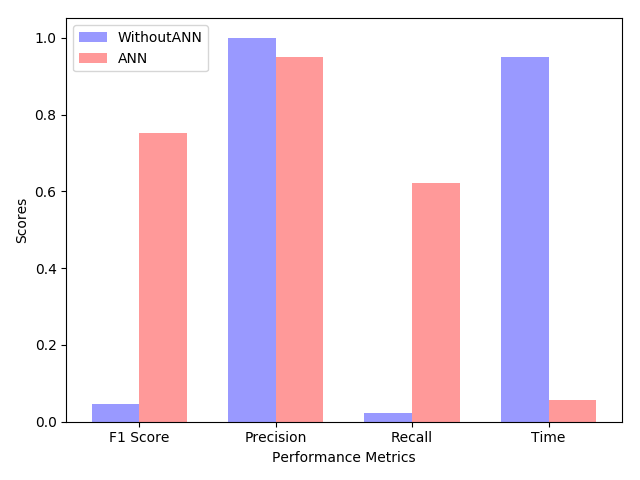 WithoutANN
ANN
Scores
1.0
0.8
0.6
0.4
0.2
0.0
F1 Score Precision Recall Time
Performance Metrics